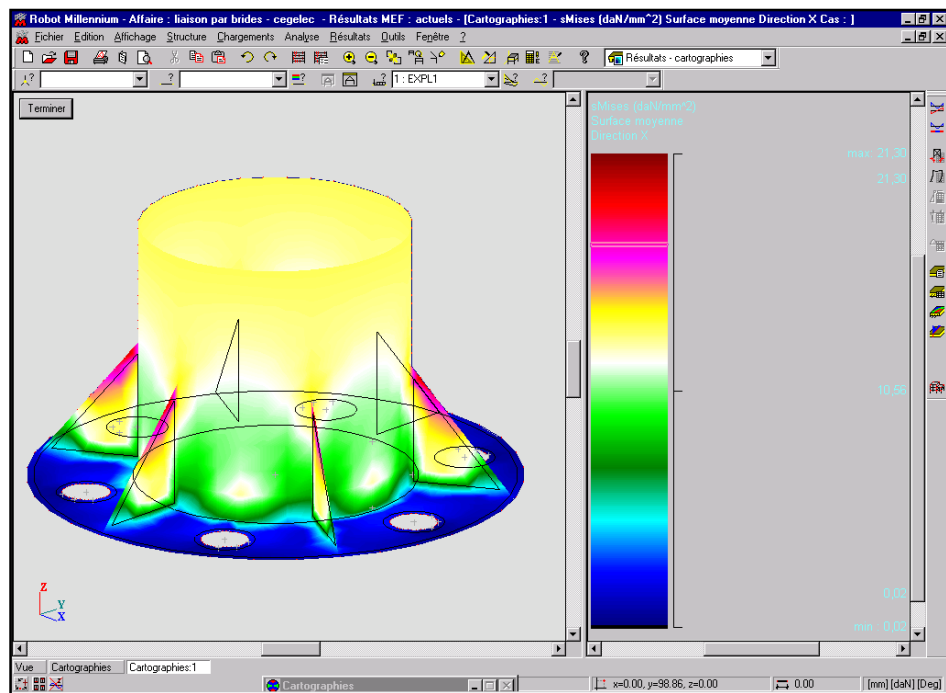 Robot Millennium - Affaire : liaison par brides - cegelec - Résultats MEF : actuels - [Cartographies:1 - sMises (daN/mm^2) Surface moyenne Direction X Cas : ]
Fichier Edition Affichage Structure Chargements Analyse Résultats Outils Fenêtre ?
Résultats - cartographies
1 : EXPL1
Terminer
sMises (daN/mm^2)
Surface moyenne
Direction X
max: 21,30
21,30
10,56
0,02
min : 0,02
Z
Y
X
Vue Cartographies Cartographies:1
Cartographies
x=0.00, y=98.86, z=0.00
0.00
[mm] [daN] [Deg]